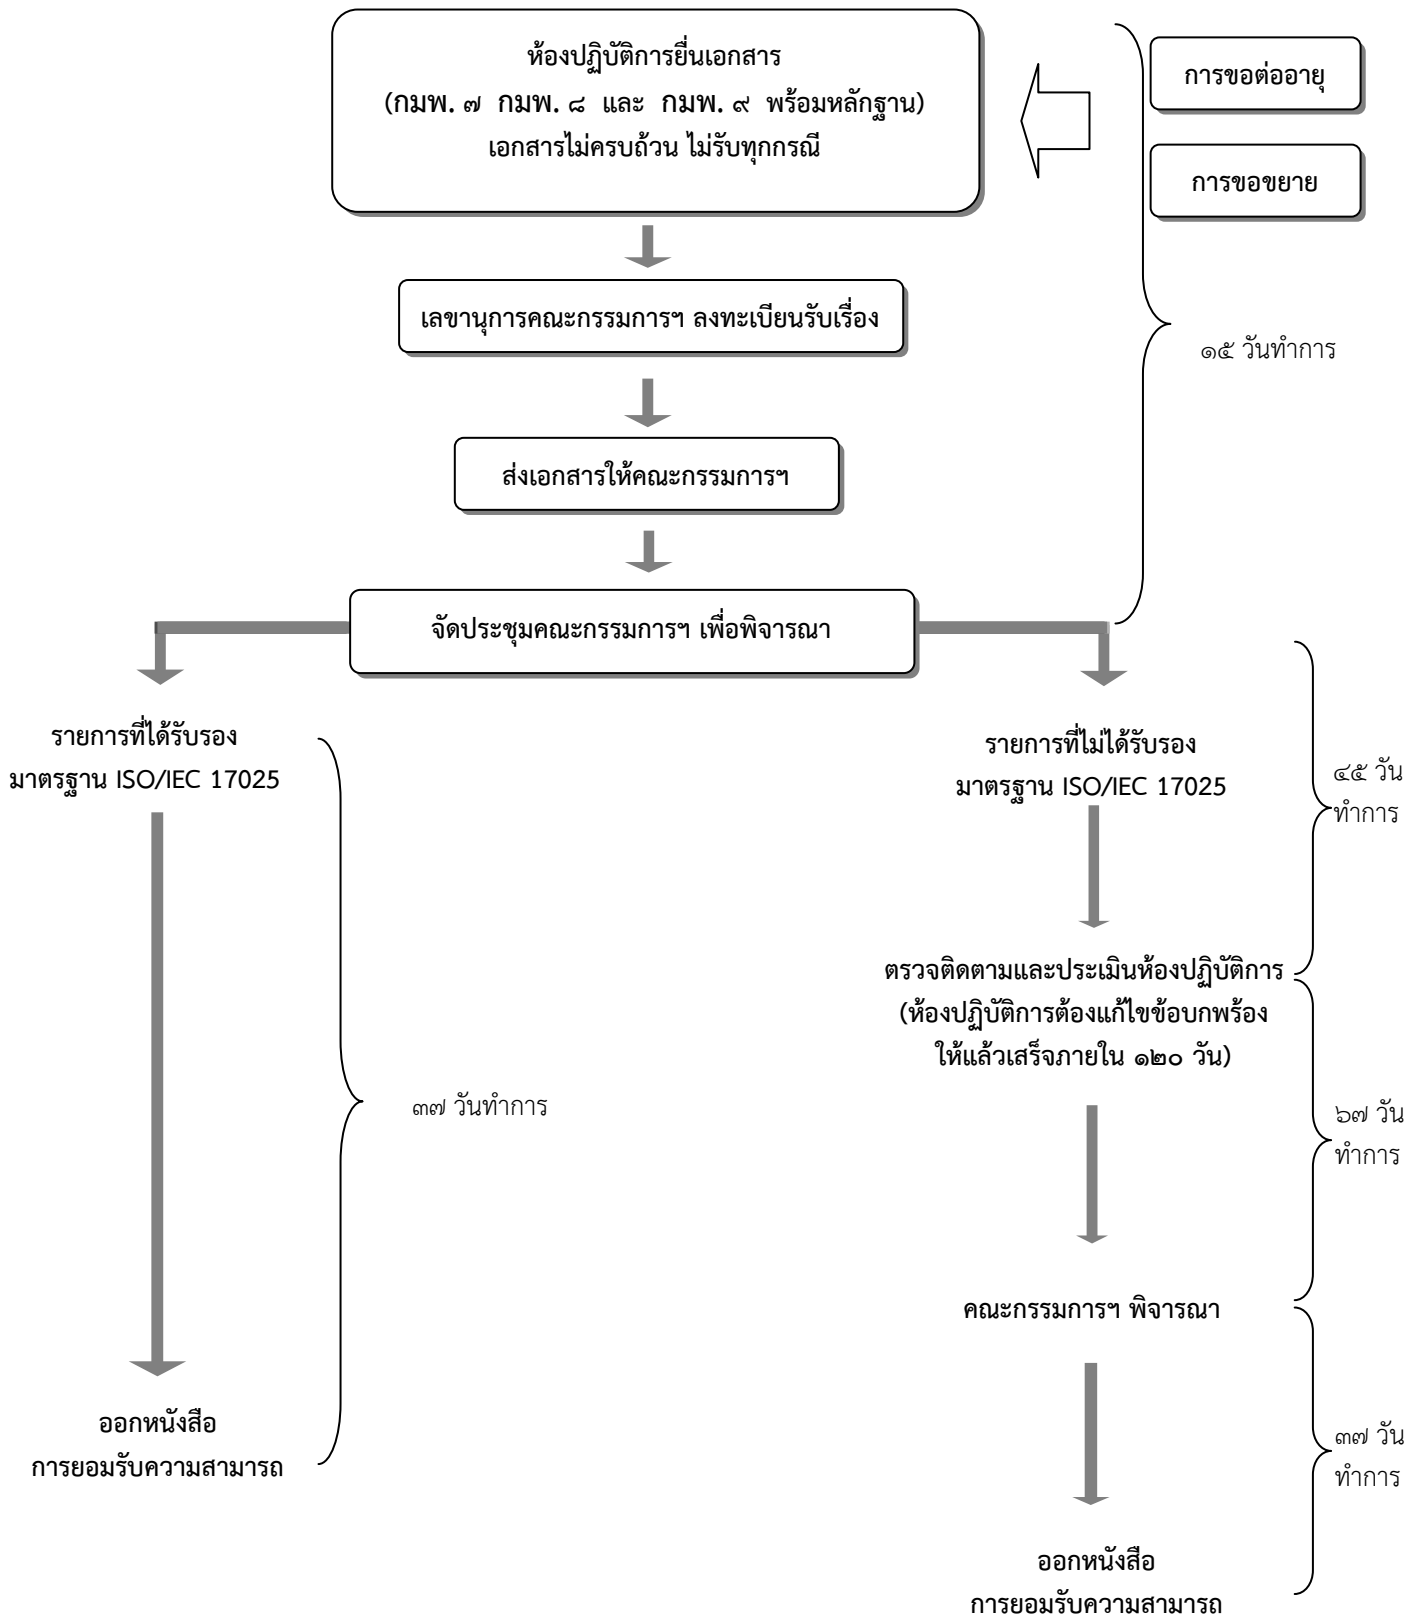 ห้องปฏิบัติการยื่นเอกสาร
(กมพ. ๗ กมพ. ๘ และ กมพ. ๙ พร้อมหลักฐาน)
เอกสารไม่ครบถ้วน ไม่รับทุกกรณี
การขอต่ออายุ
การขอขยาย
เลขานุการคณะกรรมการฯ ลงทะเบียนรับเรื่อง
๑๕ วันทำการ
ส่งเอกสารให้คณะกรรมการฯ
จัดประชุมคณะกรรมการฯ เพื่อพิจารณา
รายการที่ได้รับรอง
มาตรฐาน ISO/IEC 17025
๓๗ วันทำการ
ออกหนังสือ
การยอมรับความสามารถ
รายการที่ไม่ได้รับรอง
มาตรฐาน ISO/IEC 17025
๔๕ วัน
ทำการ
ตรวจติดตามและประเมินห้องปฏิบัติการ
(ห้องปฏิบัติการต้องแก้ไขข้อบกพร้อง
ให้แล้วเสร็จภายใน ๑๒๐ วัน)
๖๗ วัน
ทำการ
คณะกรรมการฯ พิจารณา
๓๗ วัน
ทำการ
ออกหนังสือ
การยอมรับความสามารถ